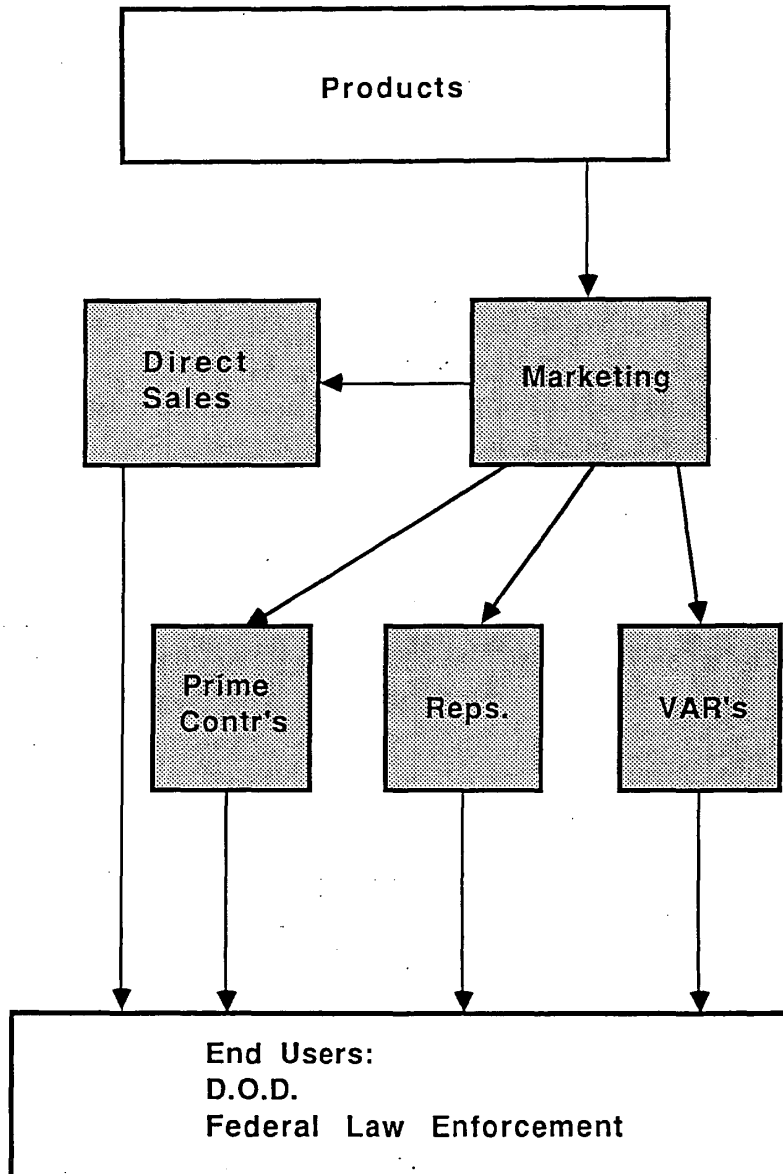 Products
Direct
Sales
Marketing
Prime
Contr's
Reps.
VAR's
End Users:
D.O.D.
Federal Law Enforcement